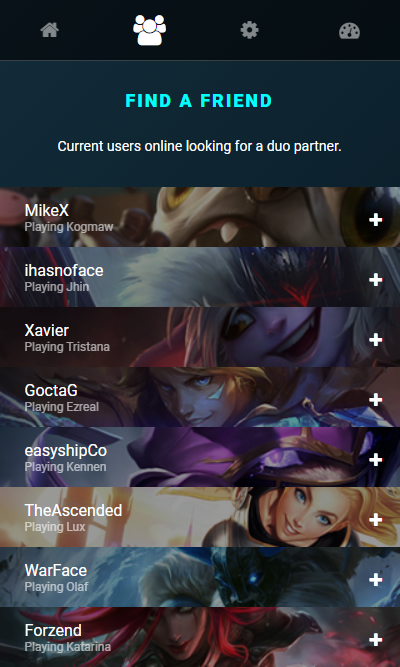 FIND A FRIEND
Current users online looking for a duo partner.
MikeX
Playing Kogmaw
ihasnoface
Playing Jhin
Xavier
Playing Tristana
GoctaG
Playing Ezreal
easyshipCo
Playing Kennen
TheAscended
Playing Lux
WarFace
Playing Olaf
Forzend
Playing Katarina